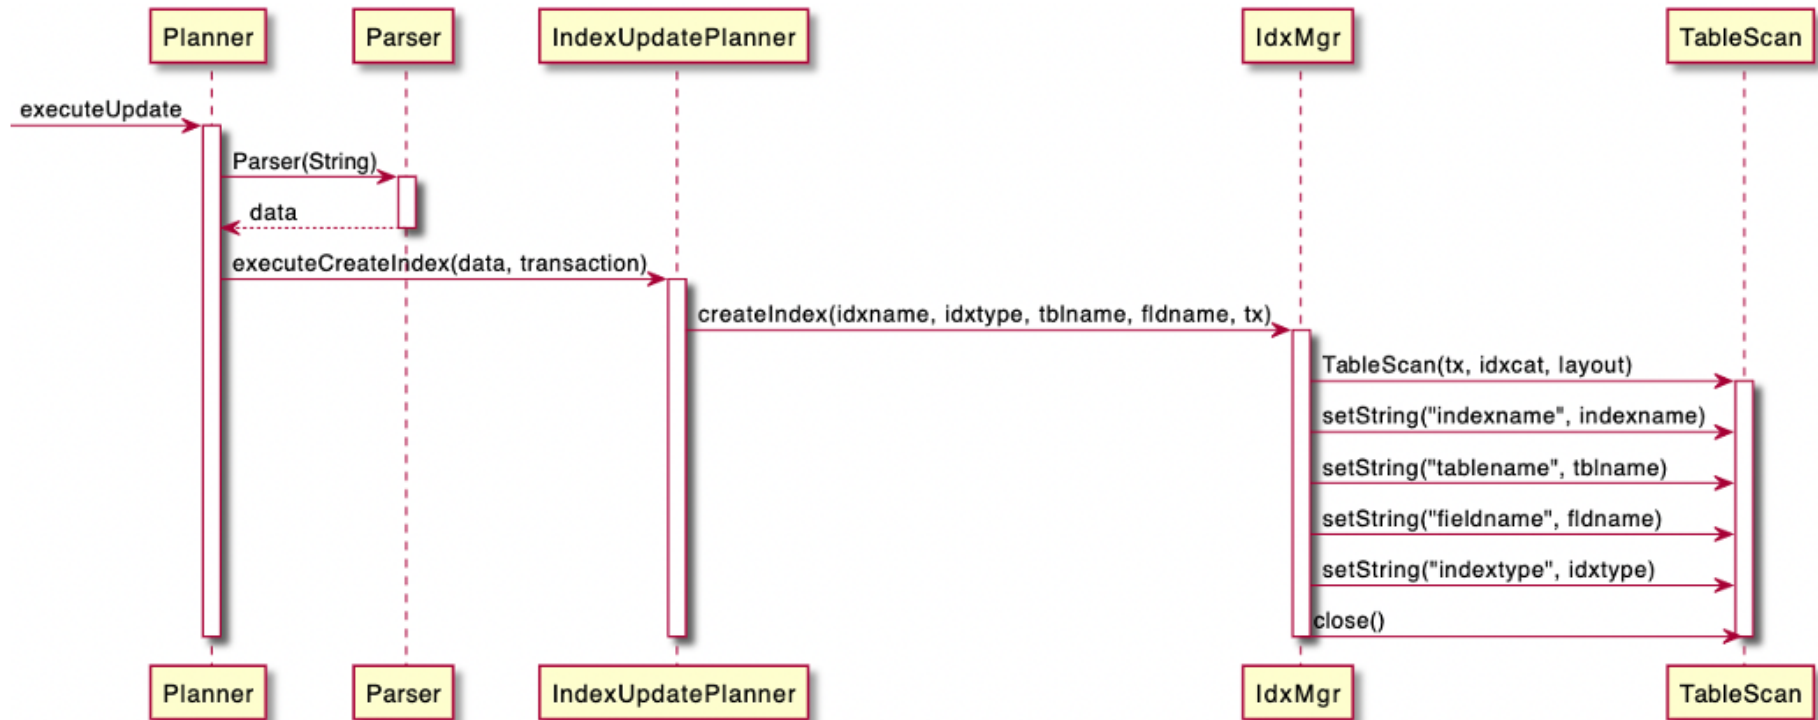 Planner
Parser
IndexUpdatePlanner
IdxMgr
TableScan
executeUpdate
Parser(String)
data
executeCreateIndex(data, transaction)
createIndex(idxname, idxtype, tblname, fldname, tx)
TableScan(tx, idxcat, layout)
setString("indexname", indexname)
setString("tablename", tblname)
setString("fieldname", fldname)
setString("indextype", idxtype)
close()
Planner
Parser
IndexUpdatePlanner
IdxMgr
TableScan